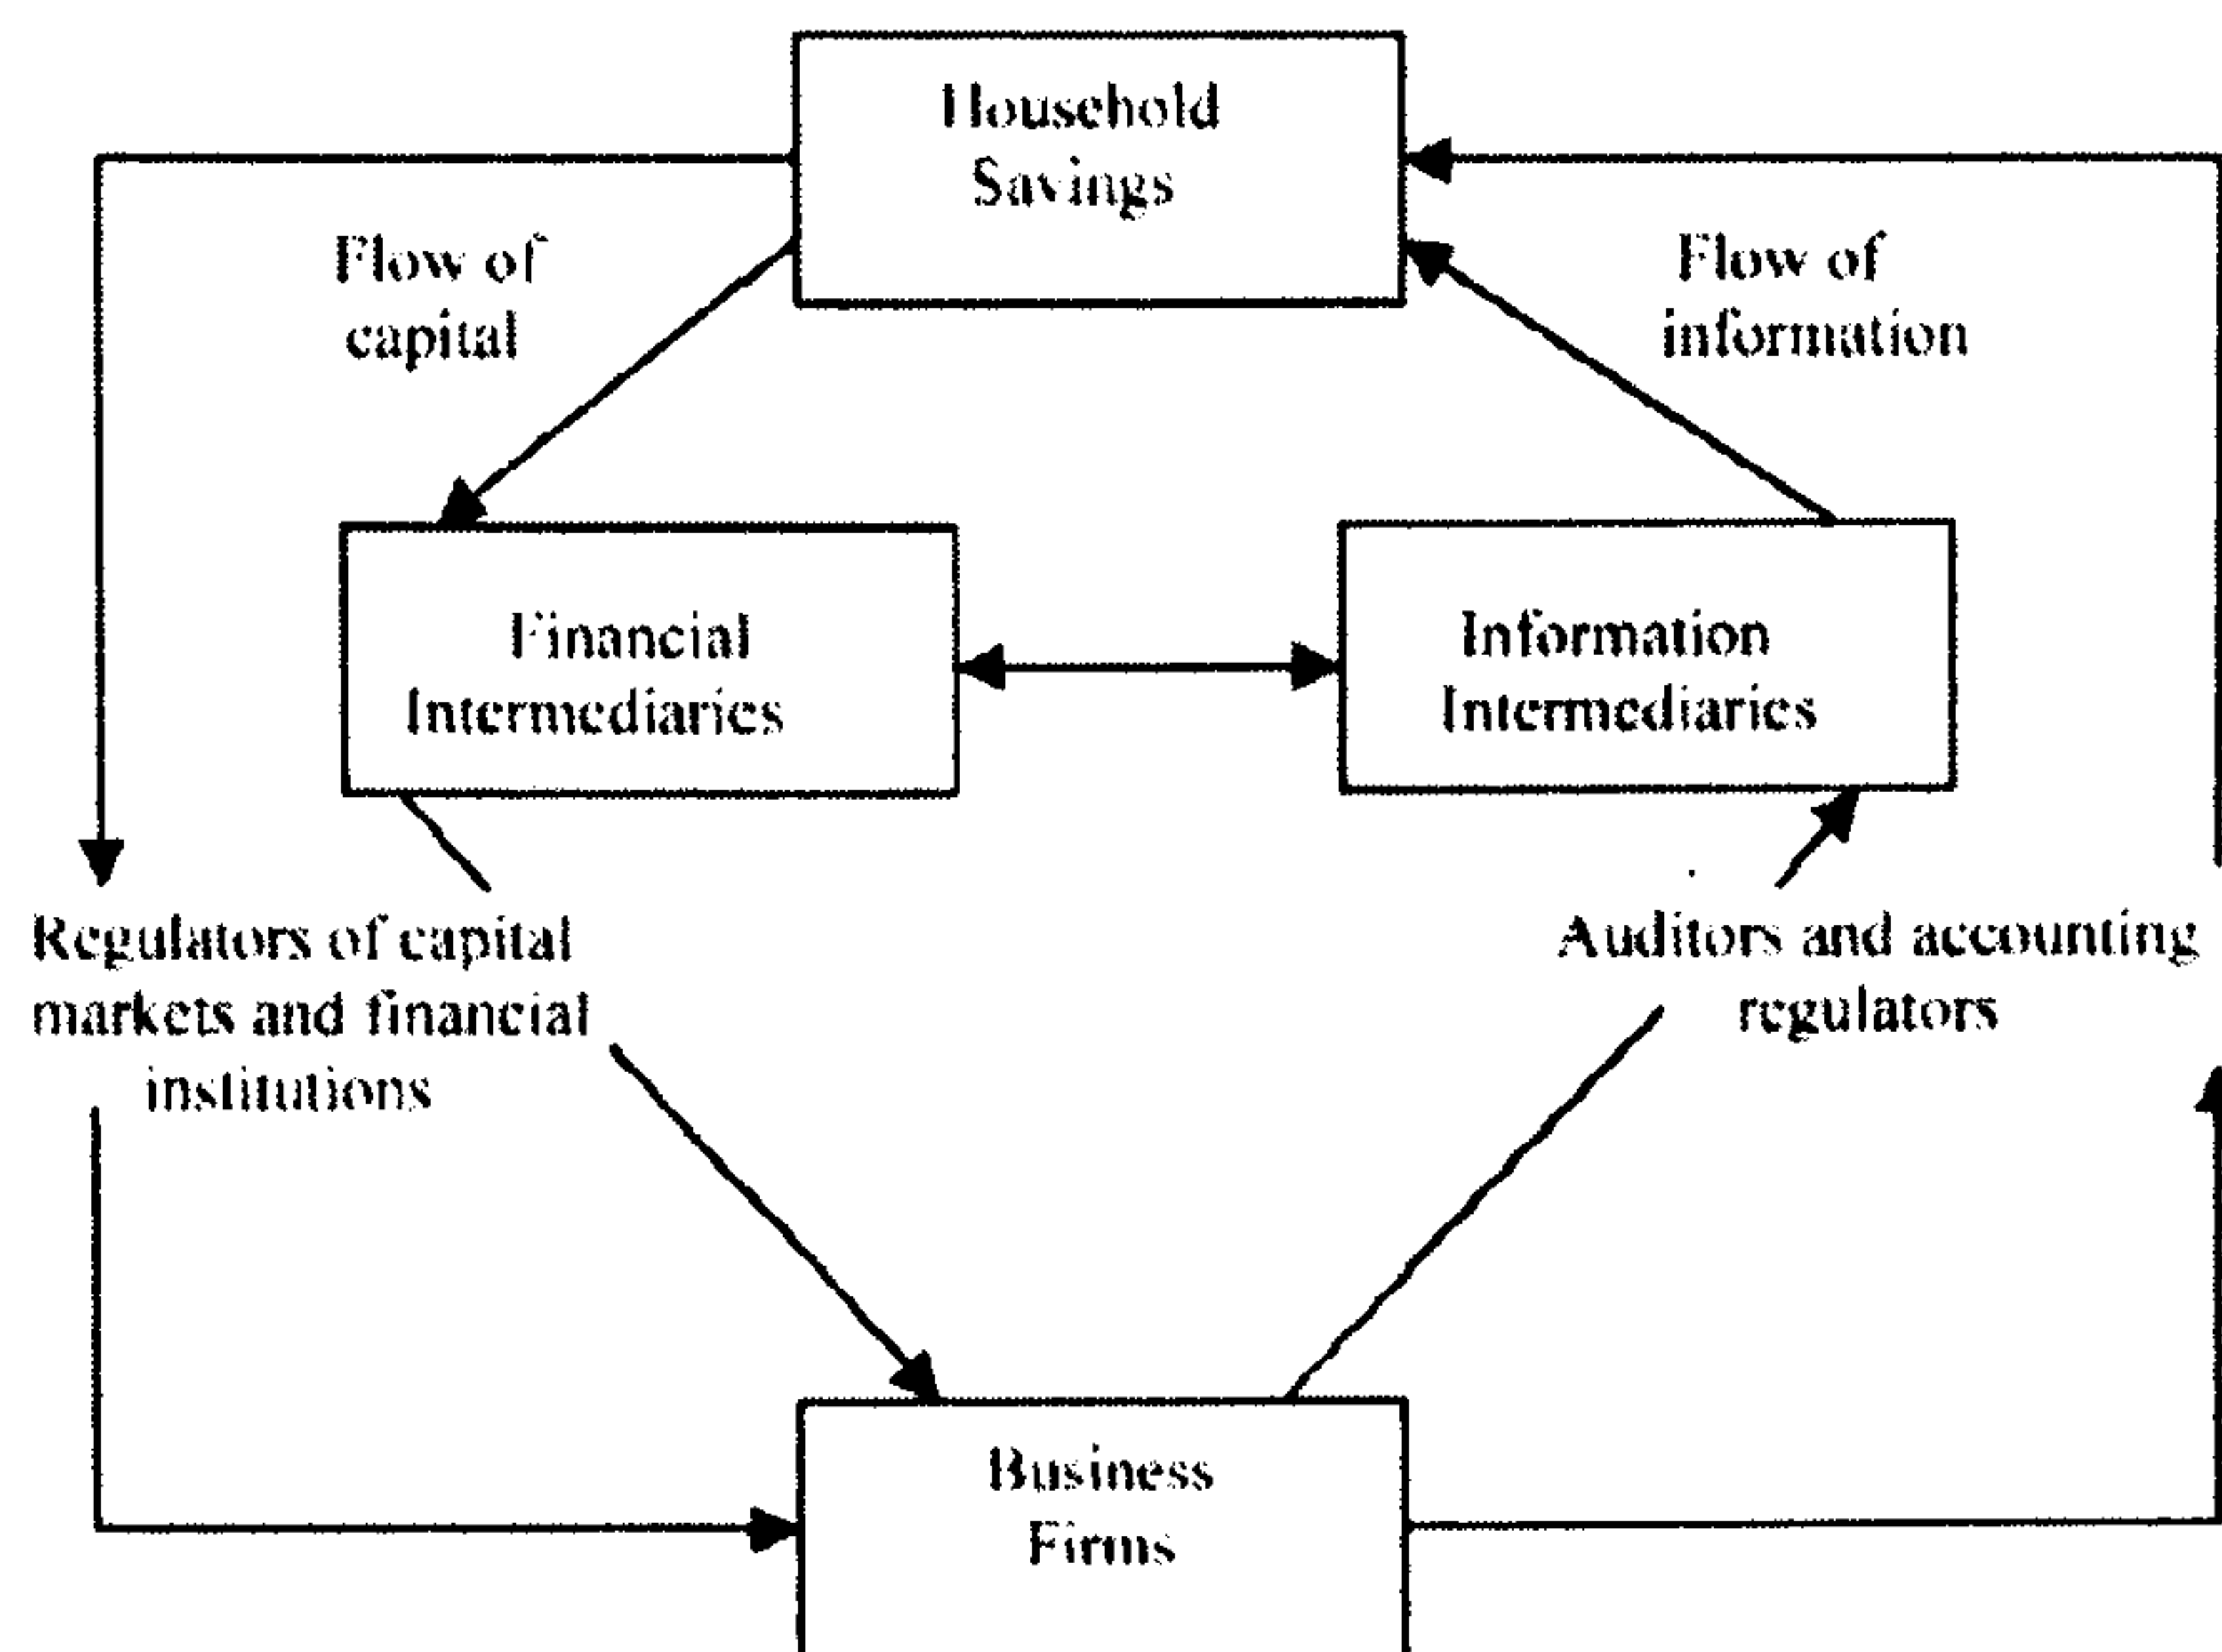 Household
Savings
Flow of
capital
Flow of
information
Financial
Intermediaries
Information
Intermediaries
Regulators of capital
markets and financial
institutions
Auditors and accounting
regulators
Business
Firms